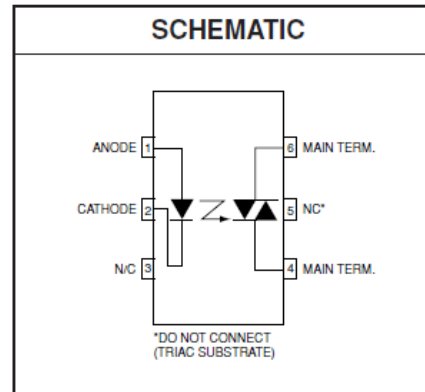 SCHEMATIC
ANODE 1
6 MAIN TERM.
CATHODE 2
5 NC*
N/C 3
4 MAIN TERM.
*DO NOT CONNECT
(TRIAC SUBSTRATE)